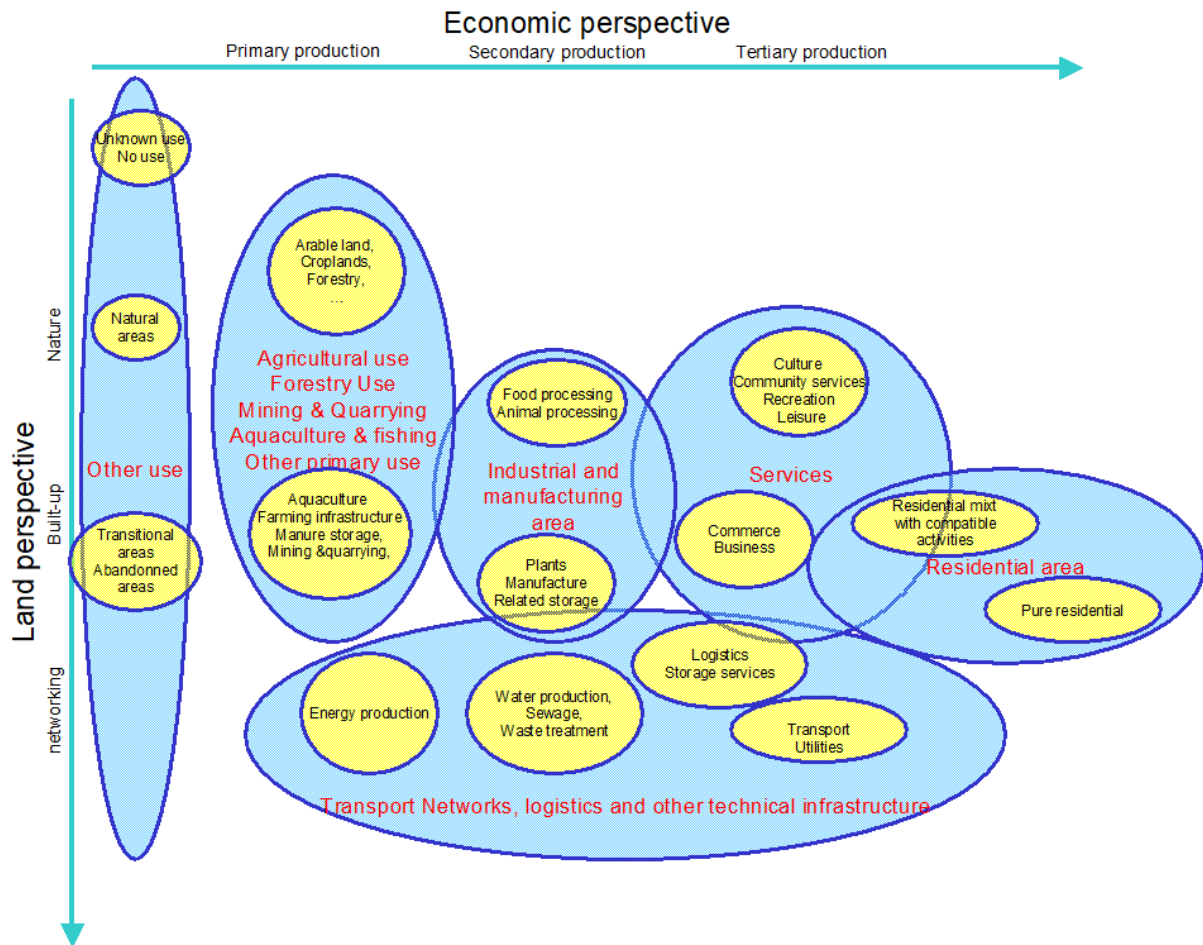 Economic perspective
Primary production
Secondary production
Tertiary production
Land perspective
Nature
Built-up
networking
Unknown use
No use
Natural
areas
Other use
Transitional
areas
Abandonned
areas
Arable land,
Croplands,
Forestry,
...
Agricultural use
Forestry Use
Mining & Quarrying
Aquaculture & fishing
Other primary use
Aquaculture
Farming infrastructure
Manure storage,
Mining &quarrying,
Food processing
Animal processing
Industrial and
manufacturing
area
Plants
Manufacture
Related storage
Culture
Community services
Recreation
Leisure
Services
Commerce
Business
Residential mixt
with compatible
activities
Residential area
Pure residential
Logistics
Storage services
Energy production
Water production,
Sewage,
Waste treatment
Transport
Utilities
Transport Networks, logistics and other technical infrastructure